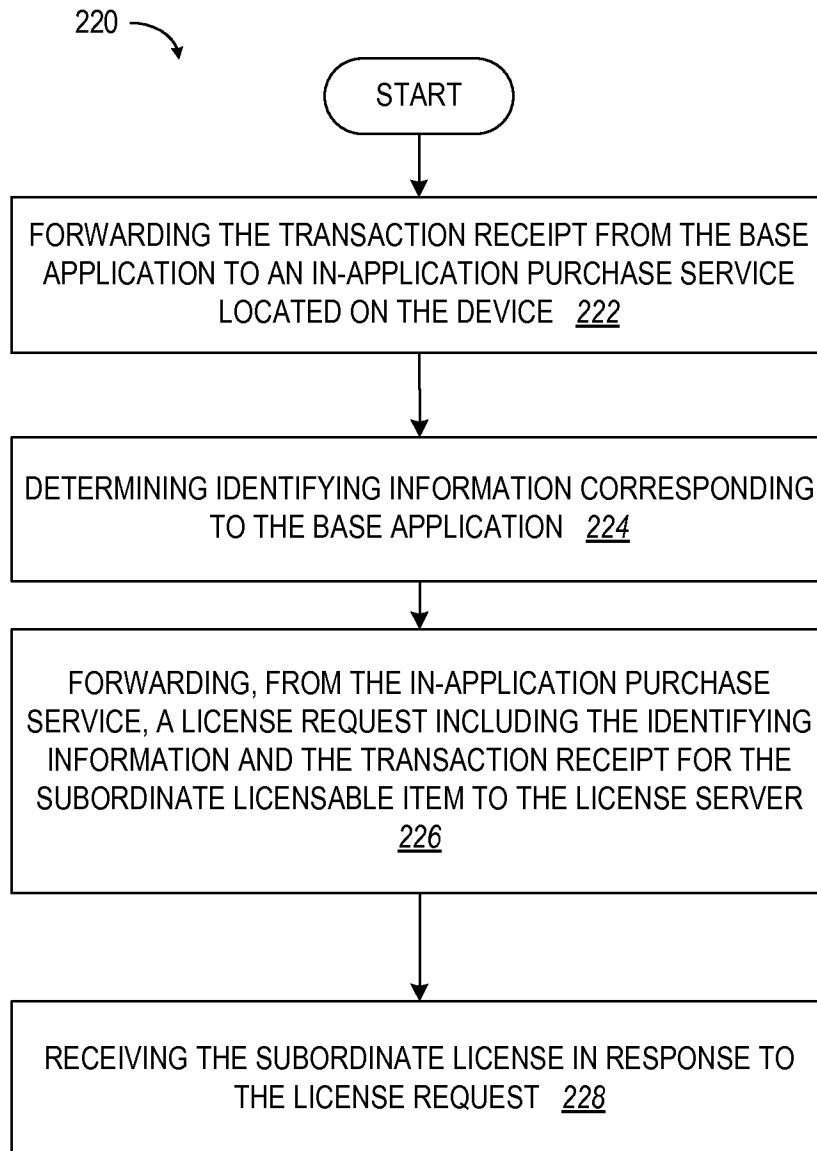 220
START
FORWARDING THE TRANSACTION RECEIPT FROM THE BASE
APPLICATION TO AN IN-APPLICATION PURCHASE SERVICE
LOCATED ON THE DEVICE 222
DETERMINING IDENTIFYING INFORMATION CORRESPONDING
TO THE BASE APPLICATION 224
FORWARDING, FROM THE IN-APPLICATION PURCHASE
SERVICE, A LICENSE REQUEST INCLUDING THE IDENTIFYING
INFORMATION AND THE TRANSACTION RECEIPT FOR THE
SUBORDINATE LICENSABLE ITEM TO THE LICENSE SERVER
226
RECEIVING THE SUBORDINATE LICENSE IN RESPONSE TO
THE LICENSE REQUEST 228